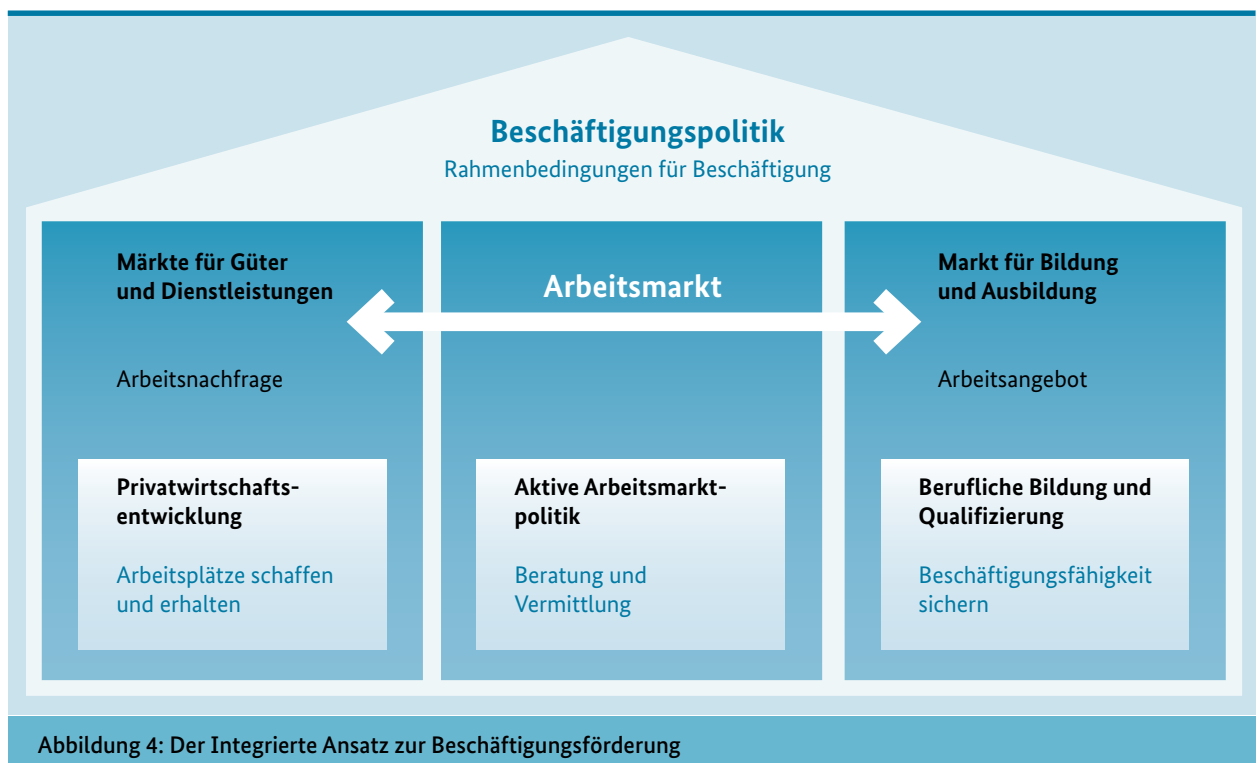 Beschäftigungspolitik
Rahmenbedingungen für Beschäftigung
Märkte für Güter
und Dienstleistungen
Arbeitsnachfrage
Privatwirtschafts-
entwicklung
Arbeitsplätze schaffen
und erhalten
Arbeitsmarkt
Aktive Arbeitsmarkt-
politik
Beratung und
Vermittlung
Markt für Bildung
und Ausbildung
Arbeitsangebot
Berufliche Bildung und
Qualifizierung
Beschäftigungsfähigkeit
sichern
Abbildung 4: Der Integrierte Ansatz zur Beschäftigungsförderung